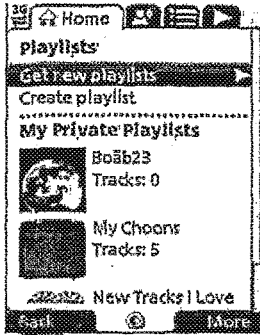 3G Home
playlists
Get new playlists
Create playlist
My Private Playlists
Boab23
Tracks: 0
My Choons
Tracks: 5
New Tracks I Love
Back More